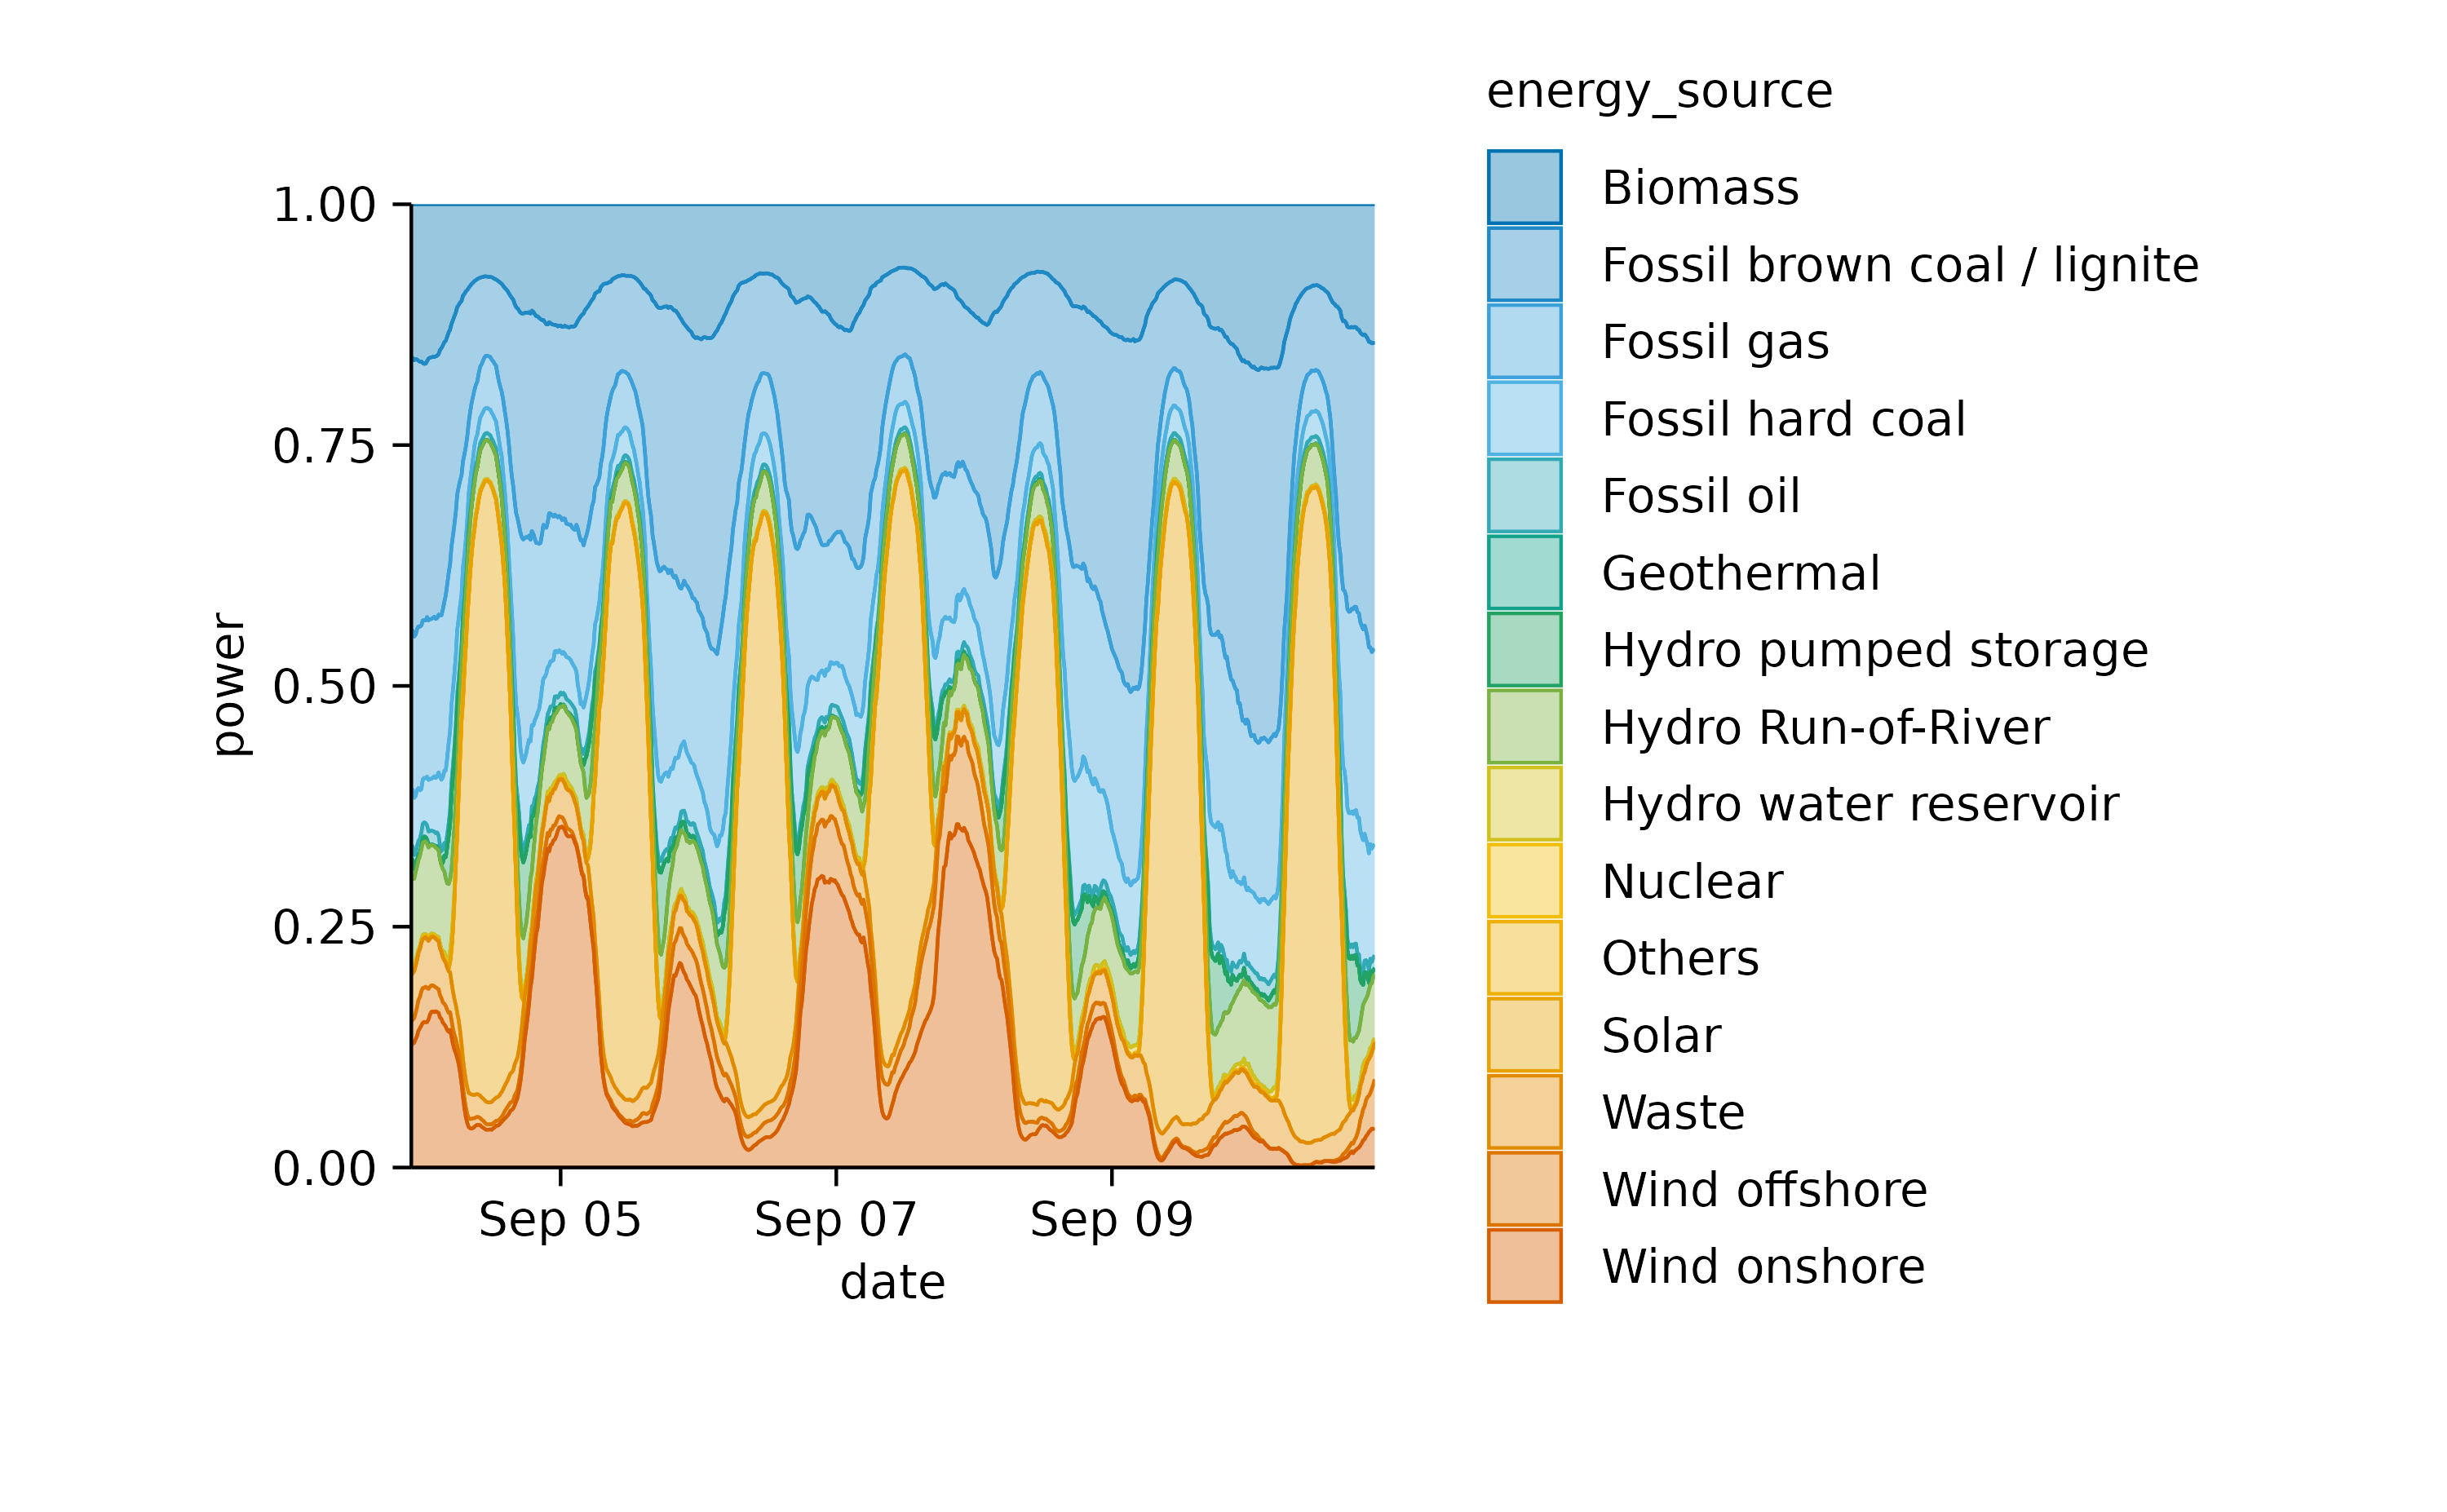 energy_source
Biomass
Fossil brown coal / lignite
Fossil gas
Fossil hard coal
Fossil oil
Geothermal
Hydro pumped storage
Hydro Run-of-River
Hydro water reservoir
Nuclear
Others
Solar
Waste
Wind offshore
Wind onshore
power
1.00
0.75
0.50
0.25
0.00
Sep 05 Sep 07 Sep 09
date